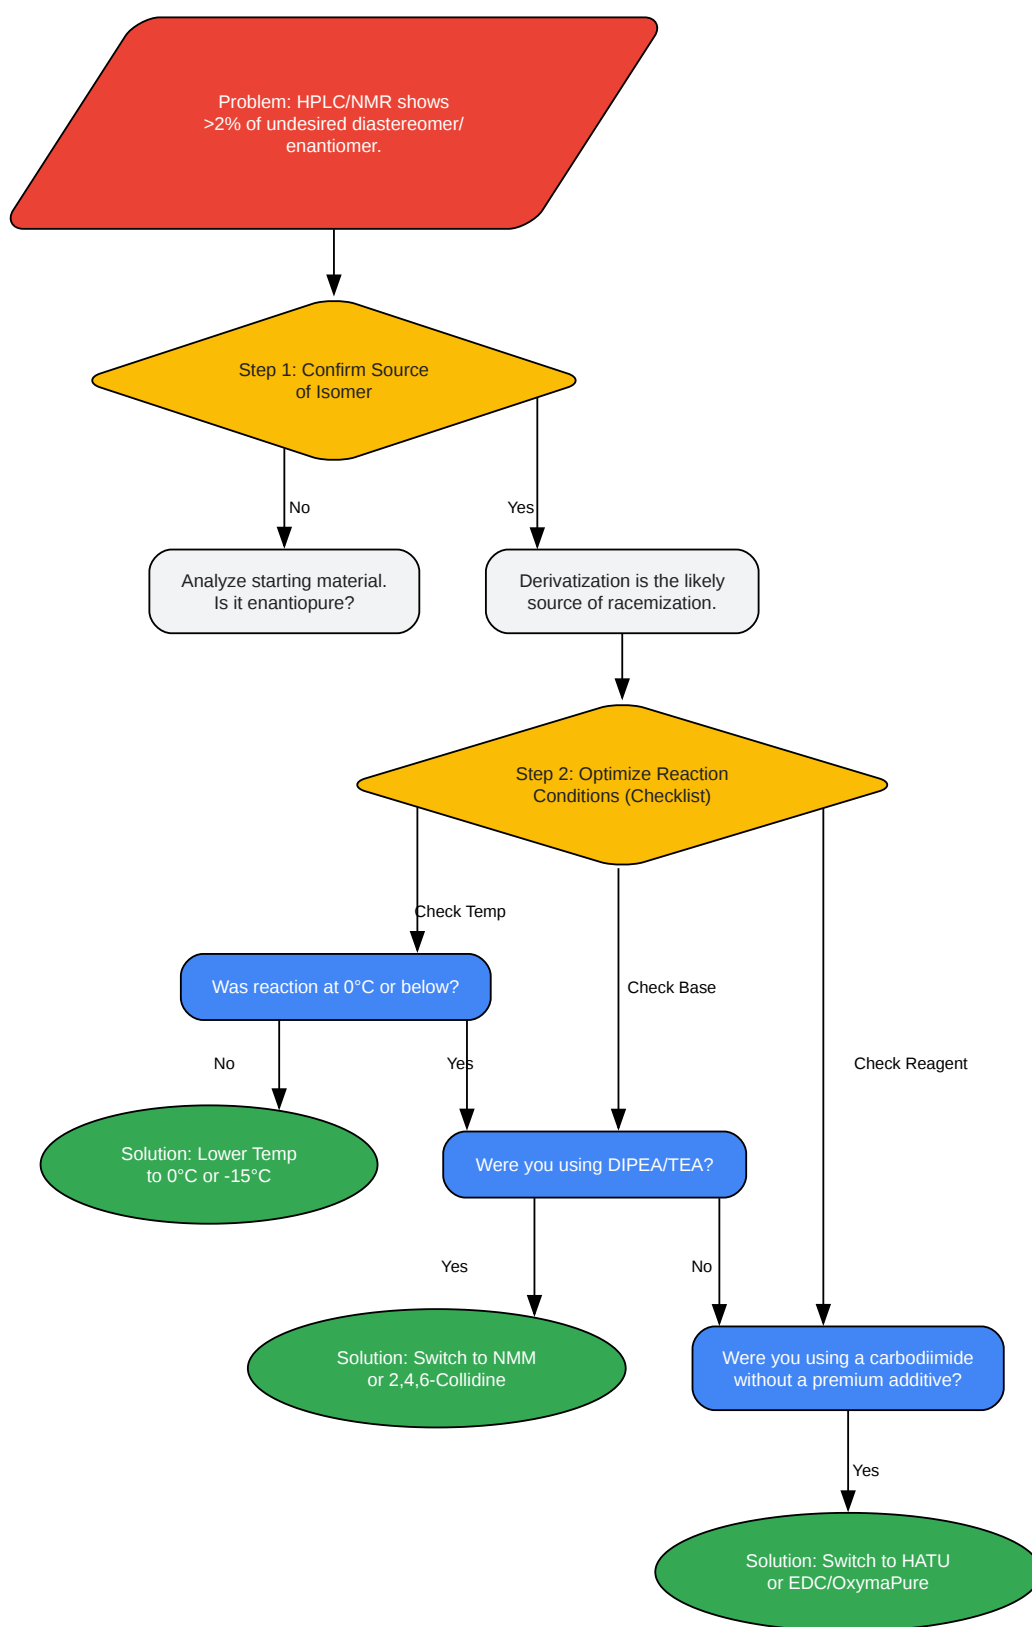 Problem: HPLC/NMR shows
>2% of undesired diastereomer/
enantiomer.
Step 1: Confirm Source
of Isomer
No
Yes
Analyze starting material.
Is it enantiopure?
Derivatization is the likely
source of racemization.
Step 2: Optimize Reaction
Conditions (Checklist)
Check Temp
Was reaction at 0°C or below?
Check Base
No
Yes
Check Reagent
Solution: Lower Temp
to 0°C or -15°C
Were you using DIPEA/TEA?
Yes
No
Solution: Switch to NMM
or 2,4,6-Collidine
Were you using a carbodiimide
without a premium additive?
Yes
Solution: Switch to HATU
or EDC/OxymaPure